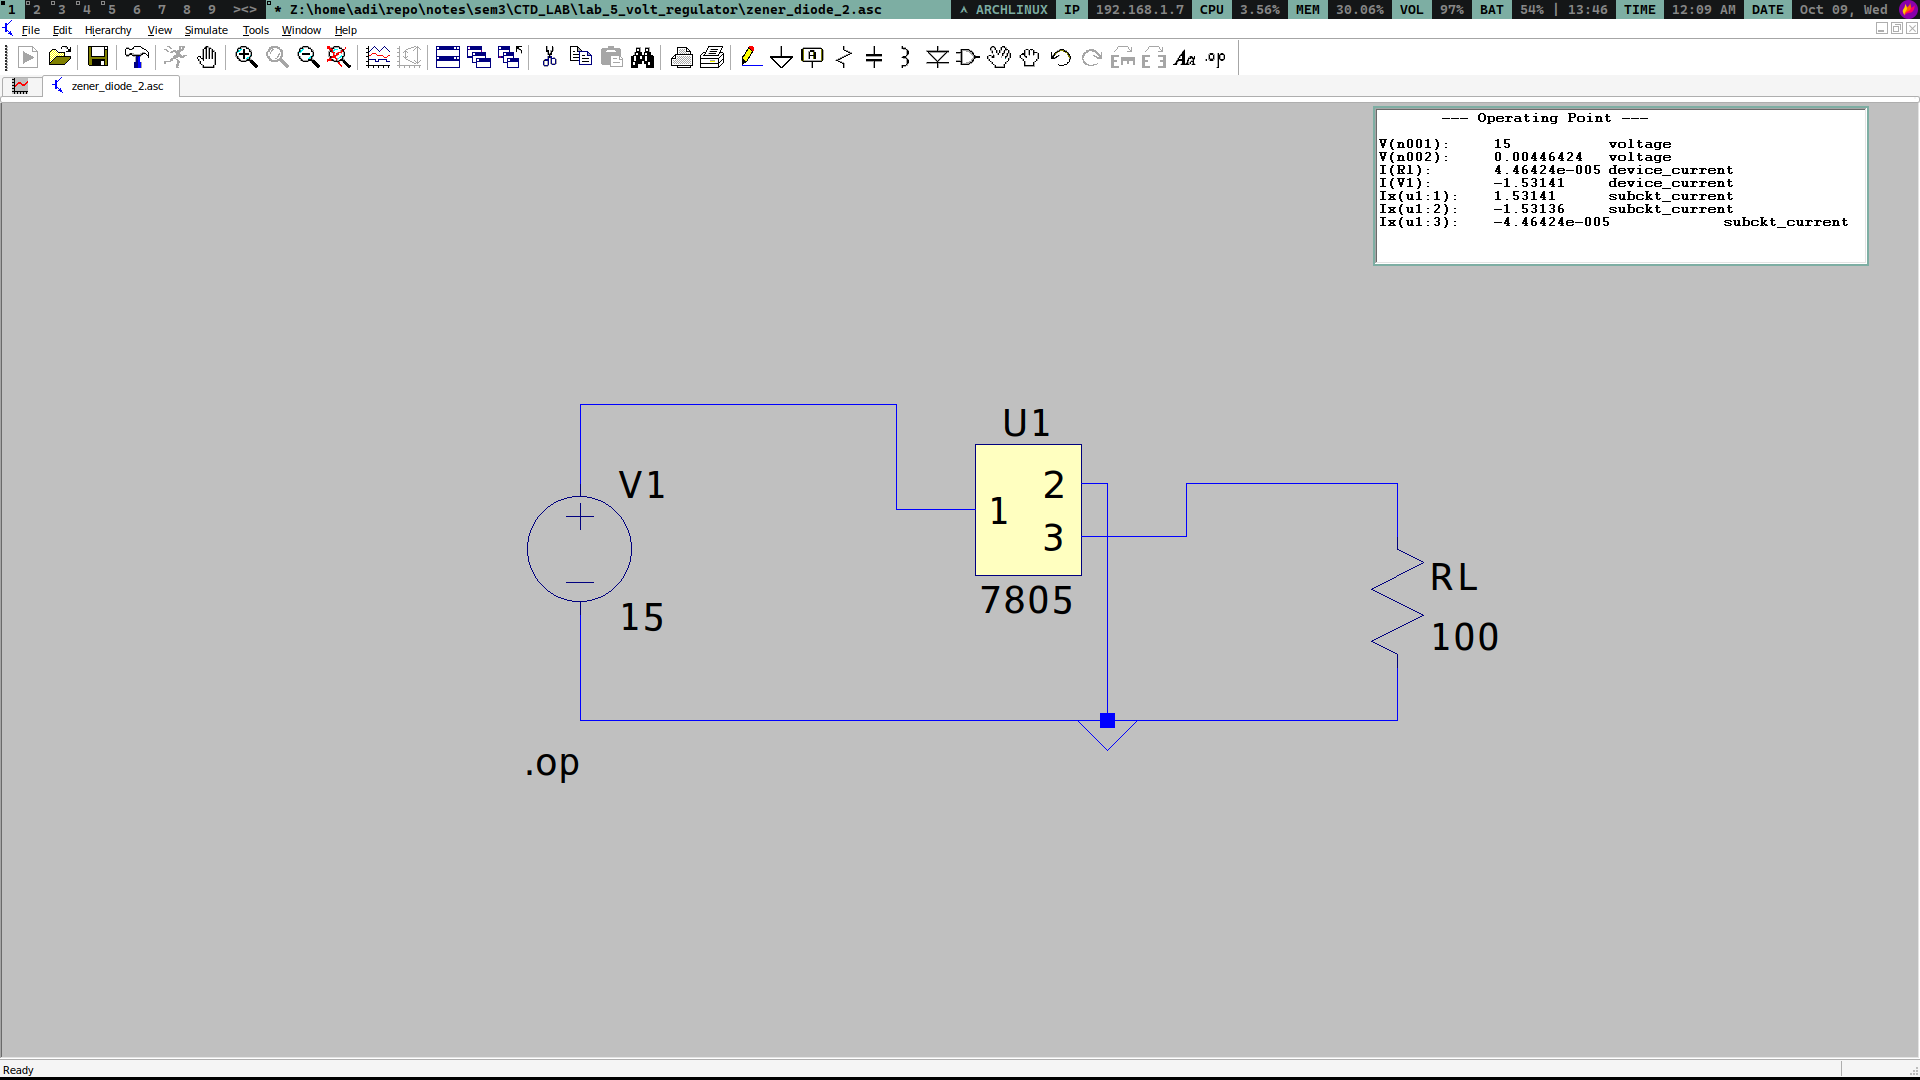 1 2 3 4 5 6 7 8 9 ><> * Z:\home\adi\repo\notes\sem3\CTD_LAB\lab_5_volt_regulator\zener_diode_2.asc ARCHLINUX IP 192.168.1.7 CPU 3.56% MEM 30.06% VOL 97% BAT 54% | 13:46 TIME 12:09 AM DATE Oct 09, Wed
File Edit Hierarchy View Simulate Tools Window Help
A Aa .op
zener_diode_2.asc
--- Operating Point ---
V(n001): 15 voltage
V(n002): 0.00446424 voltage
I(Rl): 4.46424e-005 device_current
I(V1): -1.53141 device_current
Ix(u1:1): 1.53141 subckt_current
Ix(u1:2): -1.53136 subckt_current
Ix(u1:3): -4.46424e-005 subckt_current
U1
V1
2
1
3
7805
15
RL
100
.op
Ready